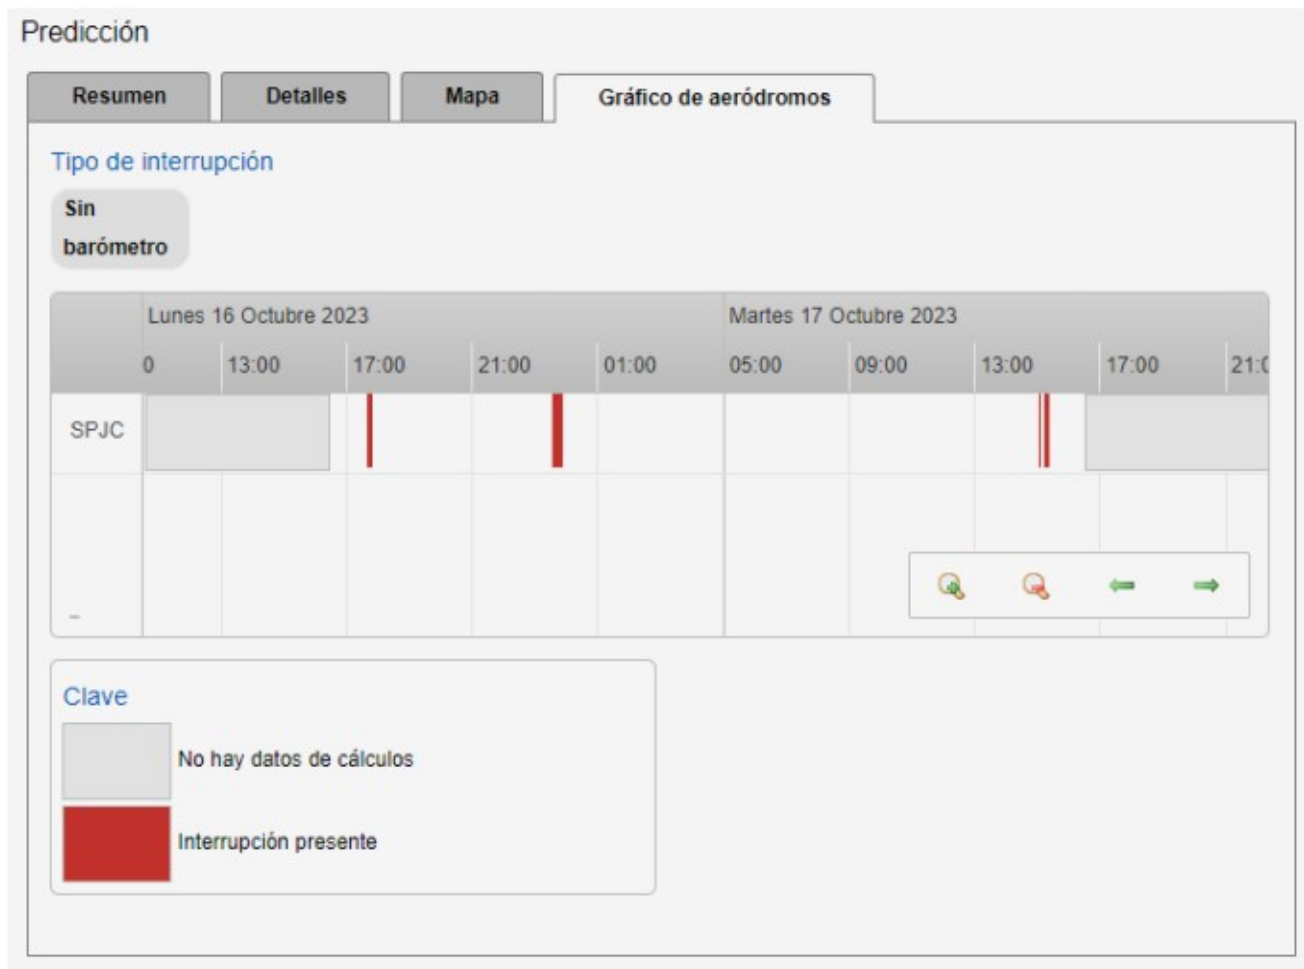 Predicción
Resumen Detalles Mapa Gráfico de aeródromos
Tipo de interrupción
Sin
barómetro
Lunes 16 Octubre 2023 Martes 17 Octubre 2023
0 13:00 17:00 21:00 01:00 05:00 09:00 13:00 17:00 21:0
SPJC
Clave
No hay datos de cálculos
Interrupción presente